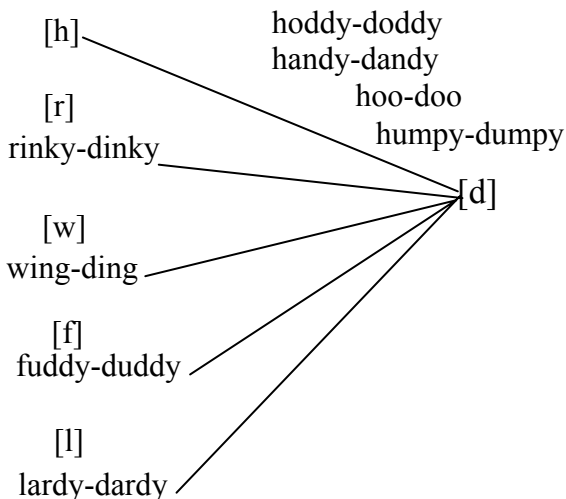 [h]
hoddy-doddy
handy-dandy
hoo-doo
humpy-dumpy
[r]
rinky-dinky
[d]
[w]
wing-ding
[f]
fuddy-duddy
[l]
lardy-dardy